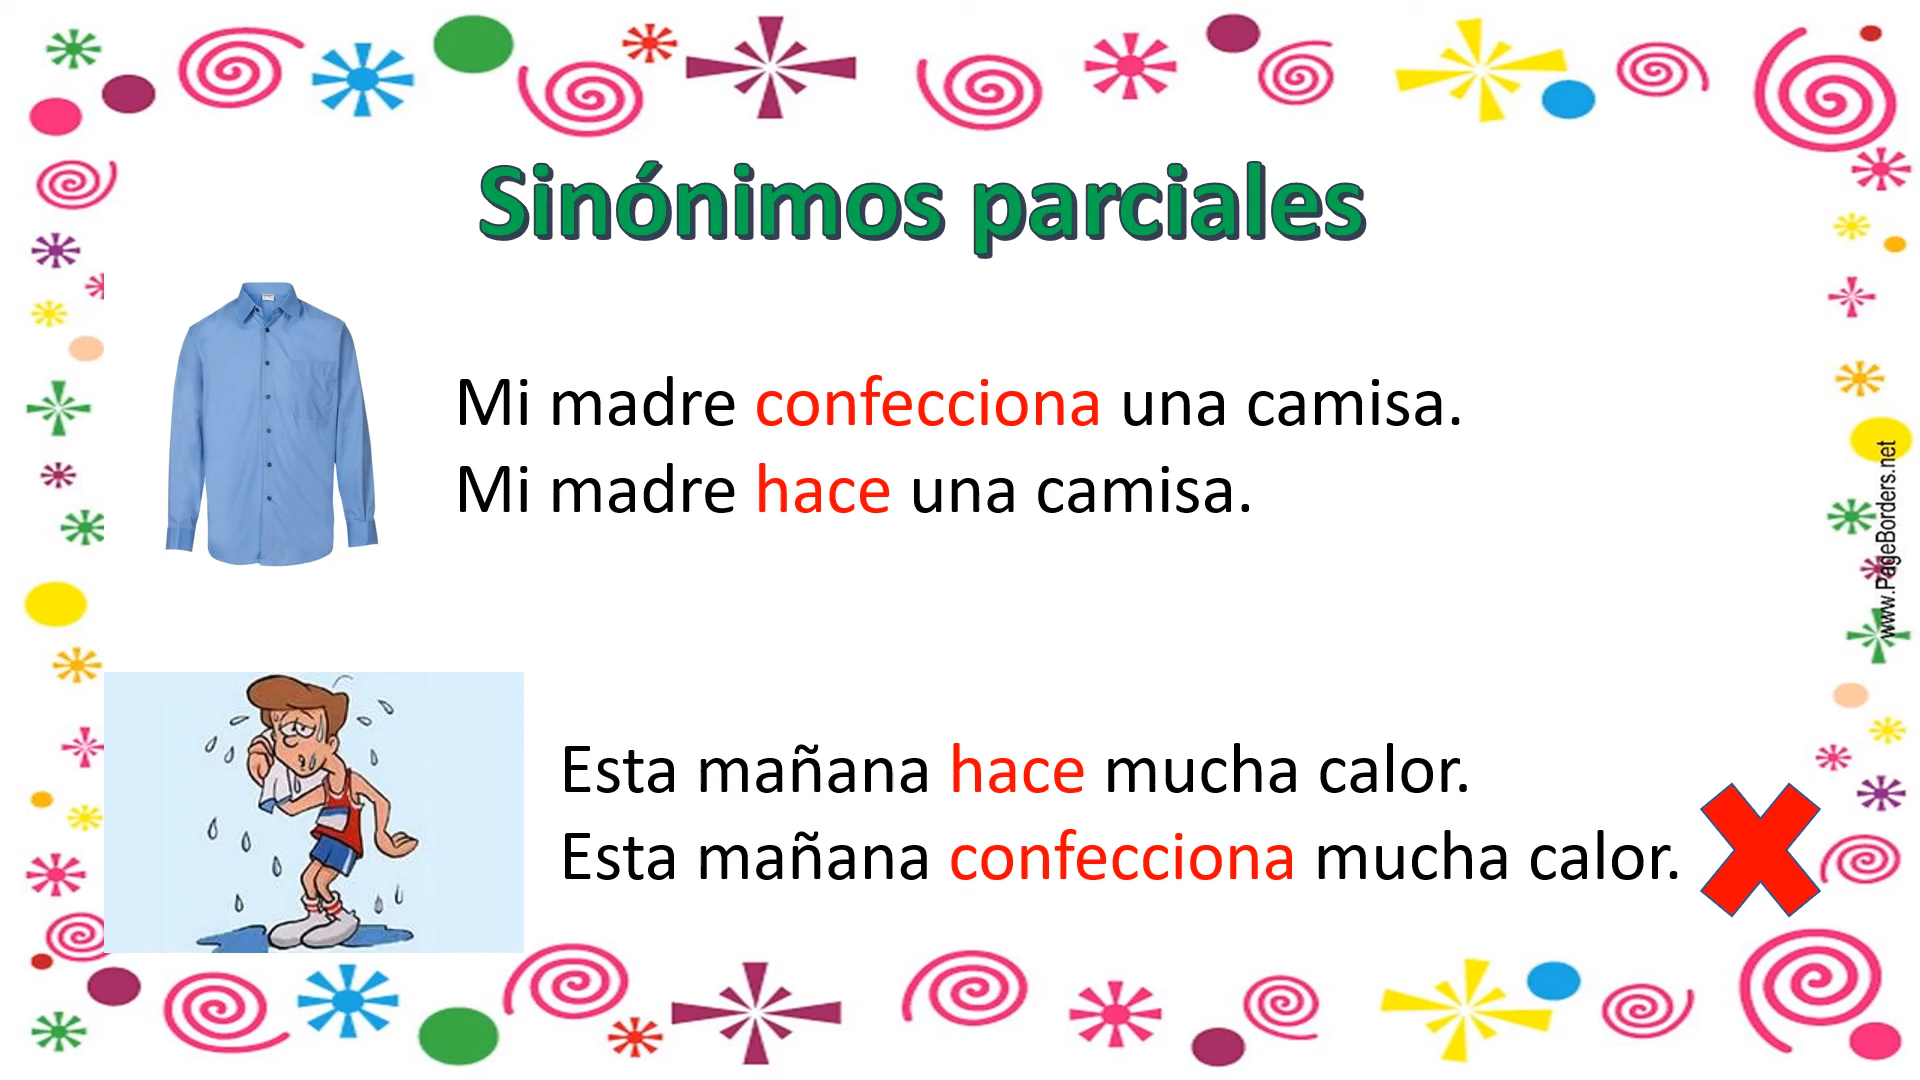 Sinónimos parciales
Mi madre confecciona una camisa.
Mi madre hace una camisa.
Esta mañana hace mucha calor.
Esta mañana confecciona mucha calor.
www.PageBorders.net